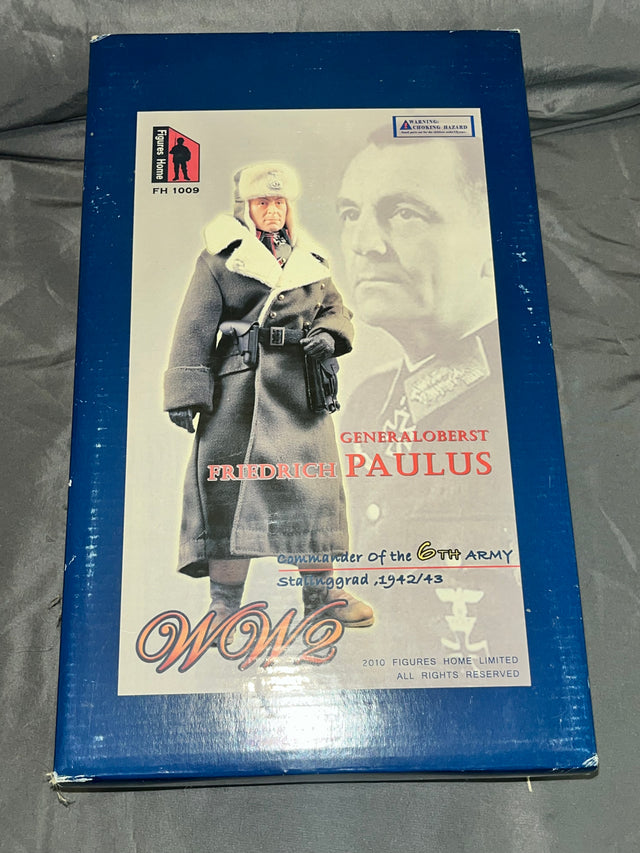 WARNING:
CHOKING HAZARD
Figures Home
FH 1009
GENERALOBERST
FRIEDRICH PAULUS
Commander Of the 6TH ARMY
Stalinggrad ,1942/43
WW2
2010 FIGURES HOME LIMITED
ALL RIGHTS RESERVED